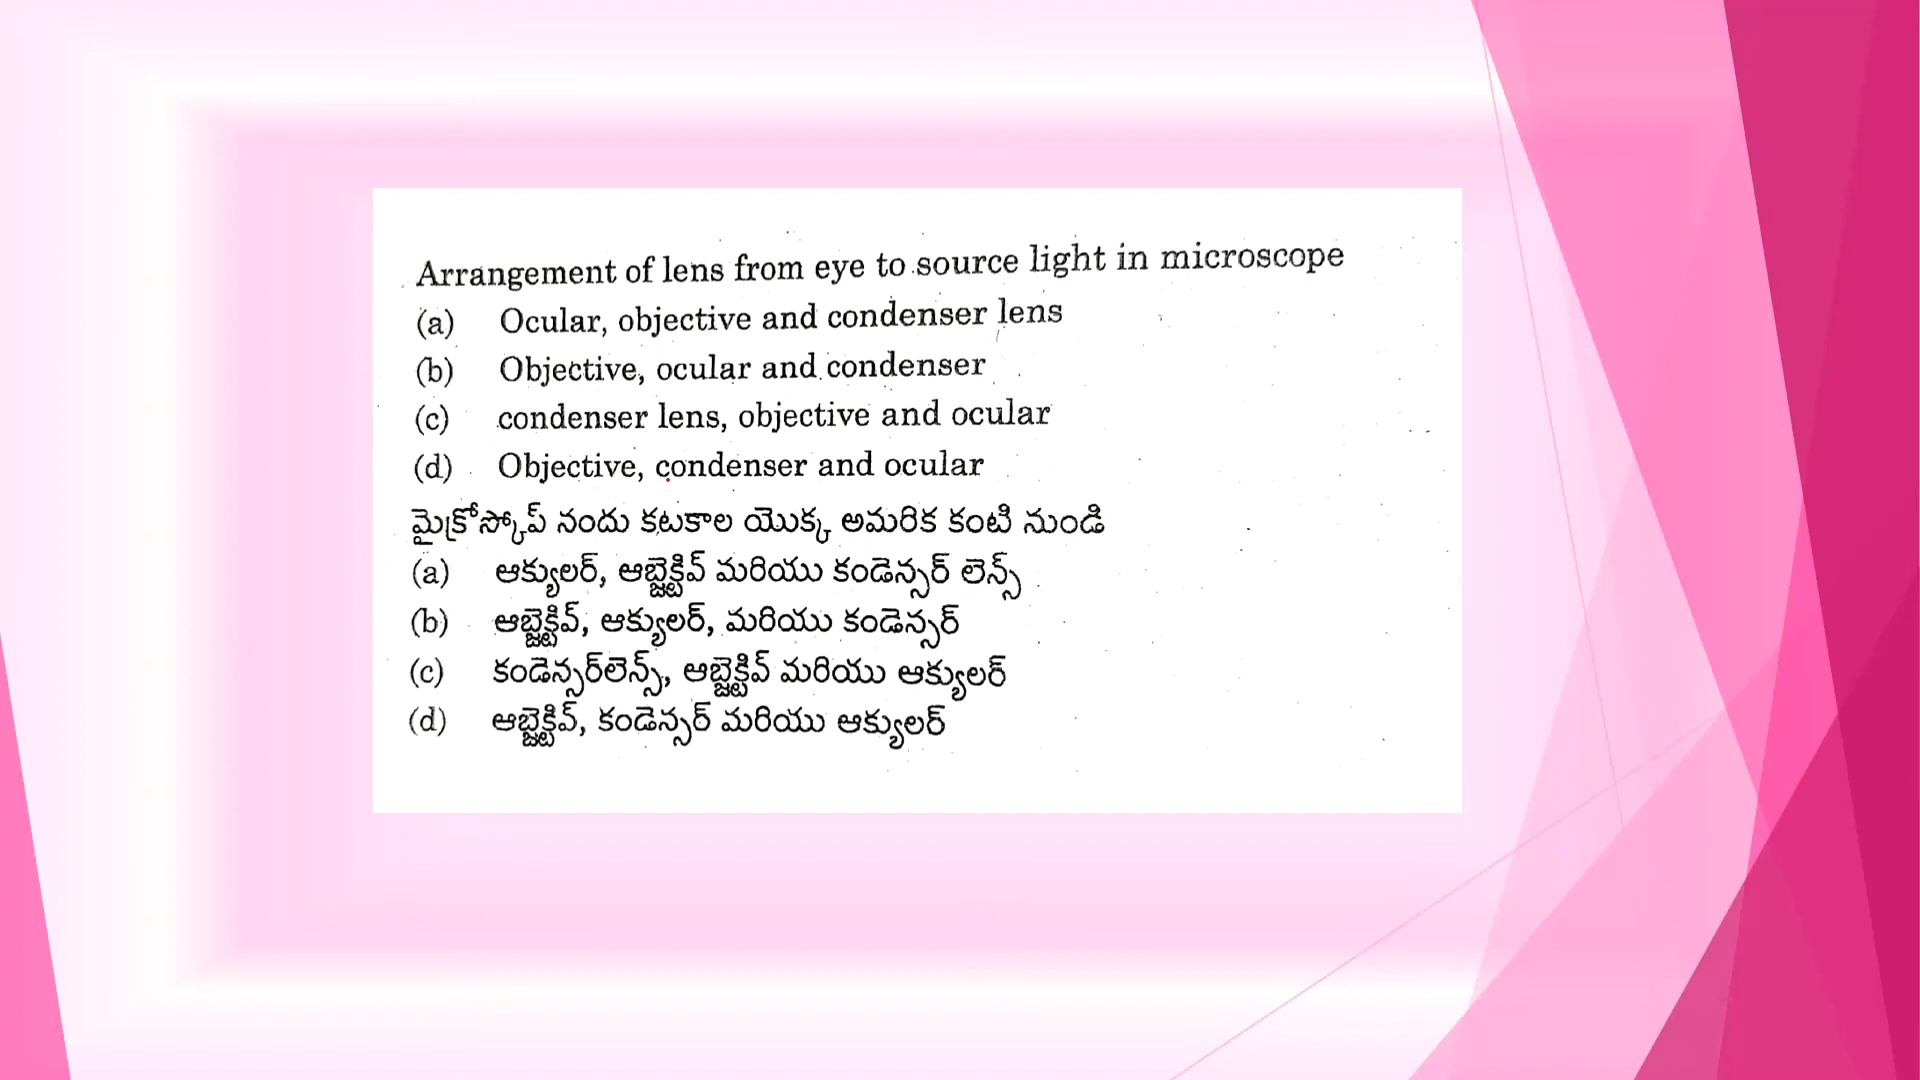 Arrangement of lens from eye to source light in microscope
(a) Ocular, objective and condenser lens
(b) Objective, ocular and condenser
(c) condenser lens, objective and ocular
(d) Objective, condenser and ocular
మైక్రోస్కోప్ నందు కటకాల యొక్క అమరిక కంటి నుండి
(a) ఆక్యులర్, ఆబ్జెక్టివ్ మరియు కండెన్సర్ లెన్స్
(b) ఆబ్జెక్టివ్, ఆక్యులర్, మరియు కండెన్సర్
(c) కండెన్సర్‌లెన్స్, ఆబ్జెక్టివ్ మరియు ఆక్యులర్
(d) ఆబ్జెక్టివ్, కండెన్సర్ మరియు ఆక్యులర్